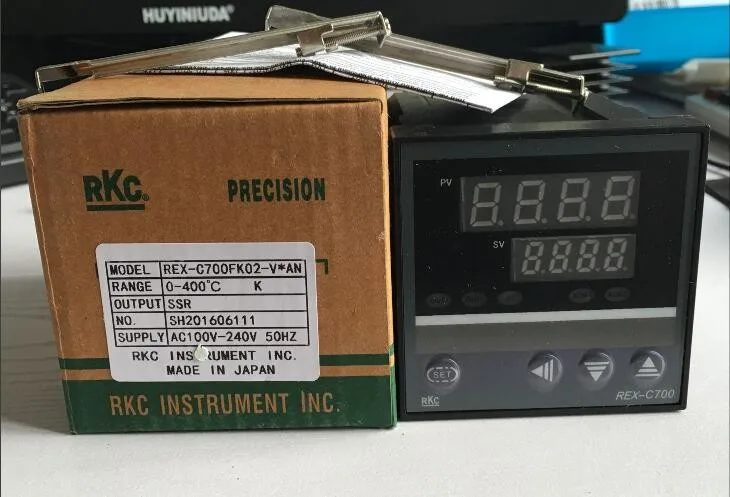 HUYINIUDA®
RKC®
PRECISION
MODEL REX-C700FK02-V*AN
RANGE 0-400℃ K
OUTPUT SSR
NO. SH201606111
SUPPLY AC100V-240V 50HZ
RKC INSTRUMENT INC.
MADE IN JAPAN
RKC INSTRUMENT INC.
PV
8.8.8.8
SV
8.8.8.8
SET
RKC
REX-C700